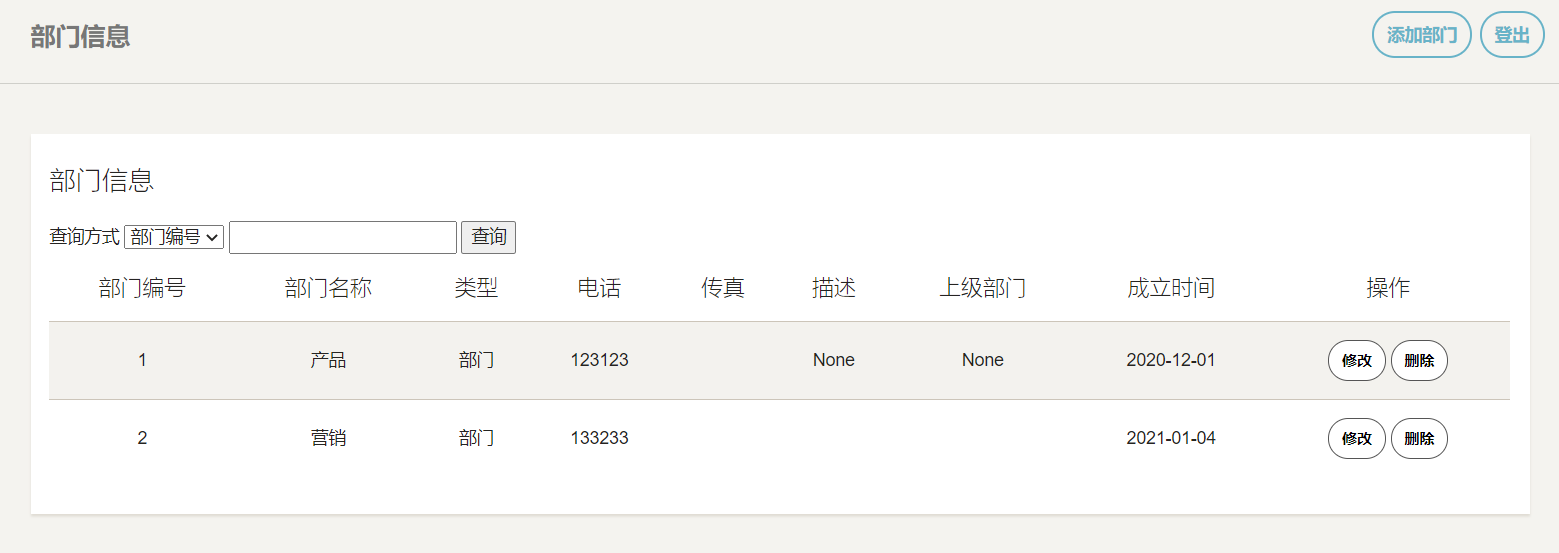 部门信息 添加部门 登出
部门信息
查询方式 部门编号 查询
部门编号 部门名称 类型 电话 传真 描述 上级部门 成立时间 操作
1 产品 部门 123123 None None 2020-12-01 修改 删除
2 营销 部门 133233 2021-01-04 修改 删除